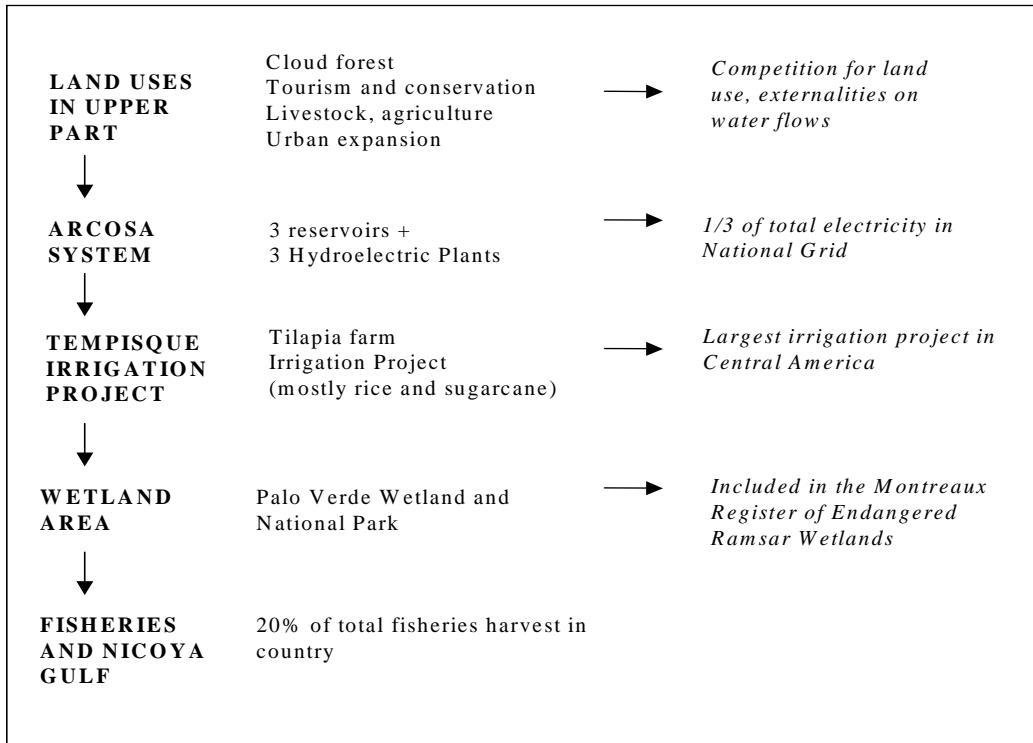 LAND USES
IN UPPER
PART
Cloud forest
Tourism and conservation
Livestock, agriculture
Urban expansion
Competition for land
use, externalities on
water flows
ARCOSA
SYSTEM
3 reservoirs +
3 Hydroelectric Plants
1/3 of total electricity in
National Grid
TEMPISQUE
IRRIGATION
PROJECT
Tilapia farm
Irrigation Project
(mostly rice and sugarcane)
Largest irrigation project in
Central America
WETLAND
AREA
Palo Verde Wetland and
National Park
Included in the Montreaux
Register of Endangered
Ramsar Wetlands
FISHERIES
AND NICOYA
GULF
20% of total fisheries harvest in
country